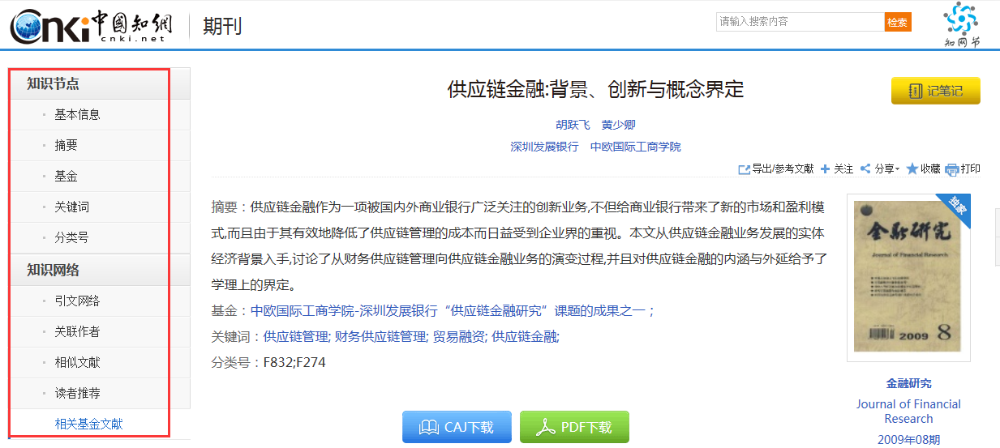 Cnki 中國知網
cnki.net
期刊
请输入搜索内容
检索
知网节
知识节点
基本信息
摘要
基金
关键词
分类号
知识网络
引文网络
关联作者
相似文献
读者推荐
相关基金文献
供应链金融:背景、创新与概念界定
记笔记
胡跃飞 黄少卿
深圳发展银行 中欧国际工商学院
导出/参考文献 关注 分享 收藏 打印
摘要：供应链金融作为一项被国内外商业银行广泛关注的创新业务,不但给商业银行带来了新的市场和盈利模
式,而且由于其有效地降低了供应链管理的成本而日益受到企业界的重视。本文从供应链金融业务发展的实体
经济背景入手,讨论了从财务供应链管理向供应链金融业务的演变过程,并且对供应链金融的内涵与外延给予了
学理上的界定。
基金：中欧国际工商学院-深圳发展银行“供应链金融研究”课题的成果之一；
关键词：供应链管理; 财务供应链管理; 贸易融资; 供应链金融;
分类号：F832;F274
CAJ下载
PDF下载
独家
金融研究
Journal of Financial Research
2009 8
金融研究
Journal of Financial
Research
2009年08期